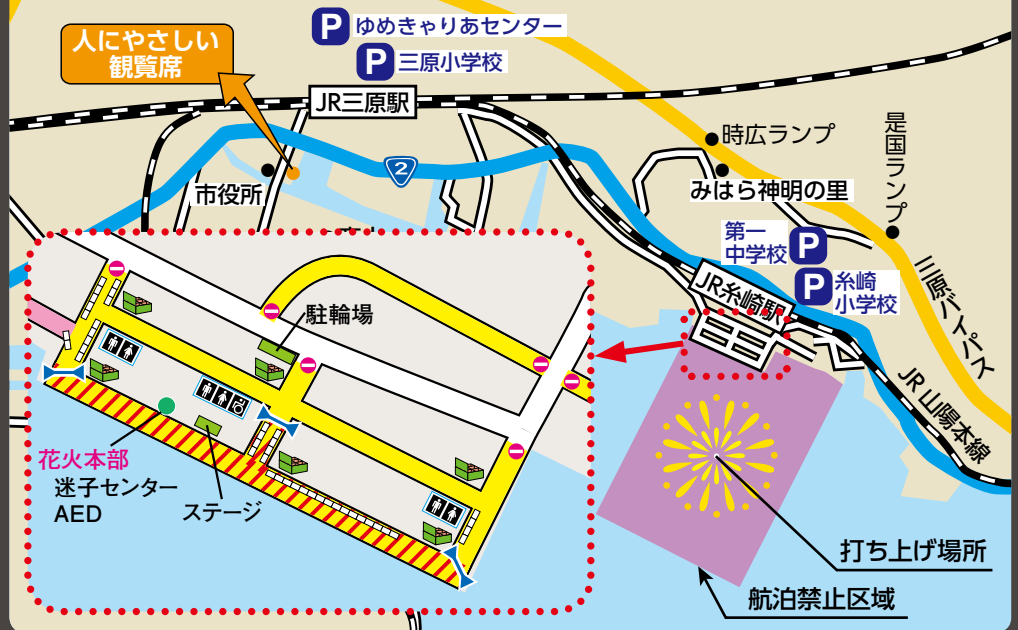 P ゆめきゃりあセンター
人にやさしい
観覧席
P 三原小学校
JR三原駅
時広ランプ
是国ランプ
2
みはら神明の里
市役所
第一
中学校 P
P 糸崎
小学校
三原バイパス
JR糸崎駅
駐輪場
JR山陽本線
花火本部
迷子センター
AED
ステージ
打ち上げ場所
航泊禁止区域